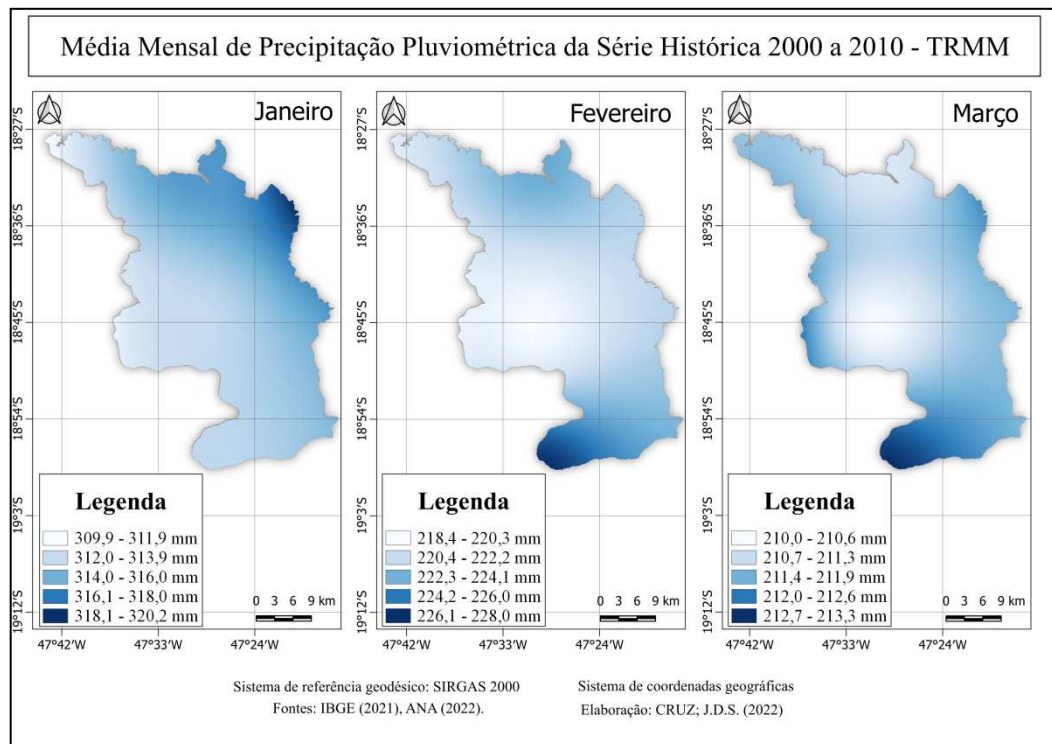 Média Mensal de Precipitação Pluviométrica da Série Histórica 2000 a 2010 - TRMM
Janeiro
18°27'S
18°36'S
18°45'S
18°54'S
19°3'S
19°12'S
47°42'W
47°33'W
47°24'W
Legenda
309,9 - 311,9 mm
312,0 - 313,9 mm
314,0 - 316,0 mm
316,1 - 318,0 mm
318,1 - 320,2 mm
0 3 6 9 km
Fevereiro
18°27'S
18°36'S
18°45'S
18°54'S
19°3'S
19°12'S
47°42'W
47°33'W
47°24'W
Legenda
218,4 - 220,3 mm
220,4 - 222,2 mm
222,3 - 224,1 mm
224,2 - 226,0 mm
226,1 - 228,0 mm
0 3 6 9 km
Março
18°27'S
18°36'S
18°45'S
18°54'S
19°3'S
19°12'S
47°42'W
47°33'W
47°24'W
Legenda
210,0 - 210,6 mm
210,7 - 211,3 mm
211,4 - 211,9 mm
212,0 - 212,6 mm
212,7 - 213,3 mm
0 3 6 9 km
Sistema de referência geodésico: SIRGAS 2000
Sistema de coordenadas geográficas
Fontes: IBGE (2021), ANA (2022).
Elaboração: CRUZ; J.D.S. (2022)